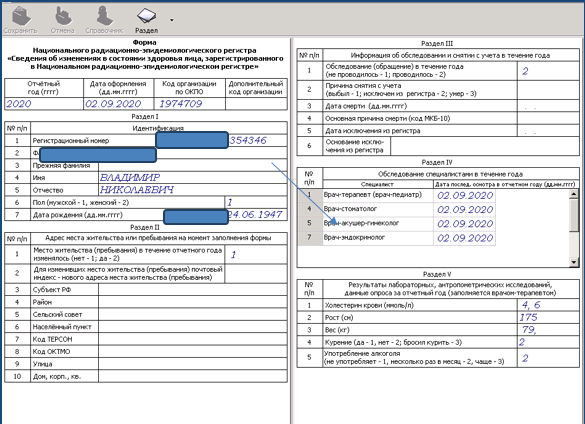 Сохранить Отмена Справочник Раздел
Форма
Национального радиационно-эпидемиологического регистра
«Сведения об изменениях в состоянии здоровья лица, зарегистрированного
в Национальном радиационно-эпидемиологическом регистре»
Отчётный год (гггг) Дата оформления (дд.мм.гггг) Код организации по ОКПО Дополнительный код организации
2020 02.09.2020 1974709
Раздел I
№ п/п Идентификация
1 Регистрационный номер 354346
2
3 Прежняя фамилия
4 Имя ВЛАДИМИР
5 Отчество НИКОЛАЕВИЧ
6 Пол (мужской - 1, женский - 2) 1
7 Дата рождения (дд.мм.гггг) 24.06.1947
Раздел II
№ п/п Адрес места жительства или пребывания на момент заполнения формы
1 Место жительства (пребывания) в течение отчетного года
изменялось (нет - 1; да - 2) 1
2 Для изменивших место жительства (пребывания) почтовый
индекс - нового адреса места жительства (пребывания)
3 Субъект РФ
4 Район
5 Сельский совет
6 Населённый пункт
7 Код ТЕРСОН
8 Код ОКТМО
9 Улица
10 Дом, корп., кв.
Раздел III
№ п/п Информация об обследовании и снятии с учета в течение года
1 Обследование (обращение) в течение года
(не проводилось - 1; проводилось - 2) 2
2 Причина снятия с учета
(выбыл - 1; исключен из регистра - 2; умер - 3)
3 Дата смерти (дд.мм.гггг) . .
4 Основная причина смерти (код МКБ-10)
5 Дата исключения из регистра . .
6 Основание исклю-
чения из регистра
Раздел IV
№ п/п Обследование специалистами в течение года
Специалист Дата послед. осмотра в отчетном году (дд.мм.гггг)
1 Врач-терапевт (врач-педиатр) 02.09.2020
4 Врач-стоматолог 02.09.2020
5 Врач-акушер-гинеколог 02.09.2020
7 Врач-эндокринолог 02.09.2020
Раздел V
№ п/п Результаты лабораторных, антропометрических исследований,
данные опроса за отчетный год (заполняется врачом-терапевтом)
1 Холестерин крови (нмоль/л) 4, 6
2 Рост (см) 175
3 Вес (кг) 79,
4 Курение (да - 1, нет - 2; бросил курить - 3) 2
5 Употребление алкоголя
(не употребляет - 1, несколько раз в месяц - 2, чаще - 3) 2